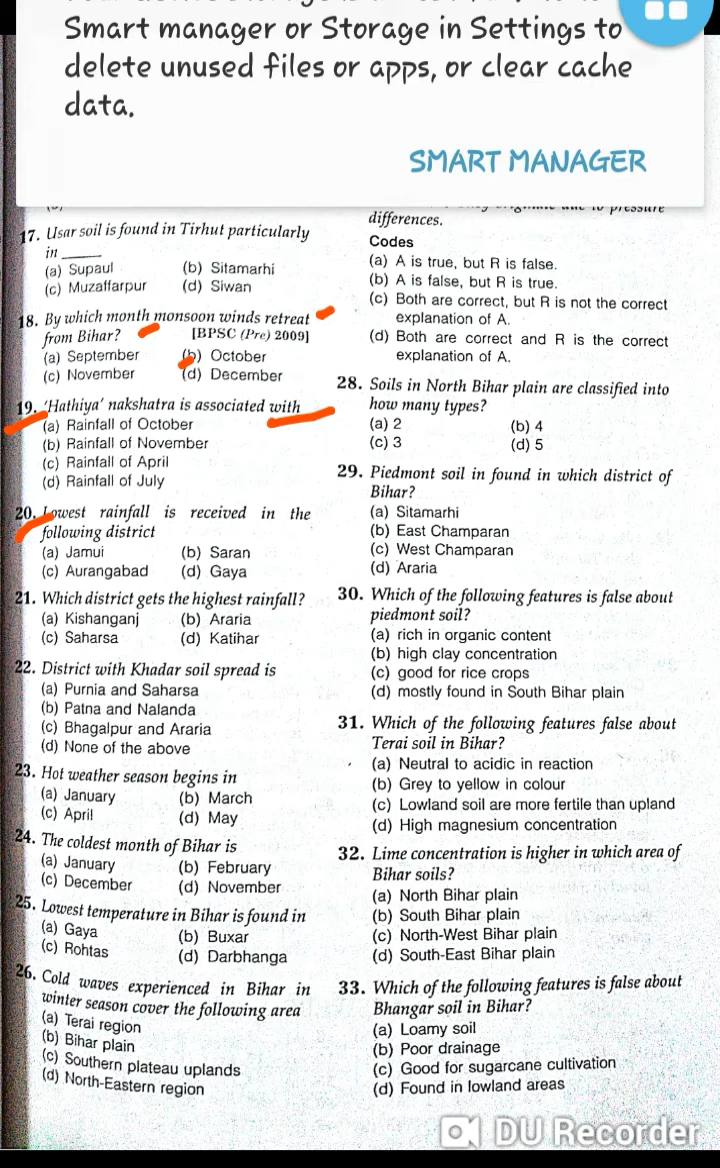 Smart manager or Storage in Settings to
delete unused files or apps, or clear cache
data.
SMART MANAGER
17. Usar soil is found in Tirhut particularly
in ______
(a) Supaul (b) Sitamarhi
(c) Muzaffarpur (d) Siwan
18. By which month monsoon winds retreat
from Bihar? [BPSC (Pre) 2009]
(a) September (b) October
(c) November (d) December
19. 'Hathiya' nakshatra is associated with
(a) Rainfall of October
(b) Rainfall of November
(c) Rainfall of April
(d) Rainfall of July
20. Lowest rainfall is received in the
following district
(a) Jamui (b) Saran
(c) Aurangabad (d) Gaya
21. Which district gets the highest rainfall?
(a) Kishanganj (b) Araria
(c) Saharsa (d) Katihar
22. District with Khadar soil spread is
(a) Purnia and Saharsa
(b) Patna and Nalanda
(c) Bhagalpur and Araria
(d) None of the above
23. Hot weather season begins in
(a) January (b) March
(c) April (d) May
24. The coldest month of Bihar is
(a) January (b) February
(c) December (d) November
25. Lowest temperature in Bihar is found in
(a) Gaya (b) Buxar
(c) Rohtas (d) Darbhanga
26. Cold waves experienced in Bihar in
winter season cover the following area
(a) Terai region
(b) Bihar plain
(c) Southern plateau uplands
(d) North-Eastern region
to pressure
differences.
Codes
(a) A is true, but R is false.
(b) A is false, but R is true.
(c) Both are correct, but R is not the correct
explanation of A.
(d) Both are correct and R is the correct
explanation of A.
28. Soils in North Bihar plain are classified into
how many types?
(a) 2 (b) 4
(c) 3 (d) 5
29. Piedmont soil in found in which district of
Bihar?
(a) Sitamarhi
(b) East Champaran
(c) West Champaran
(d) Araria
30. Which of the following features is false about
piedmont soil?
(a) rich in organic content
(b) high clay concentration
(c) good for rice crops
(d) mostly found in South Bihar plain
31. Which of the following features false about
Terai soil in Bihar?
(a) Neutral to acidic in reaction
(b) Grey to yellow in colour
(c) Lowland soil are more fertile than upland
(d) High magnesium concentration
32. Lime concentration is higher in which area of
Bihar soils?
(a) North Bihar plain
(b) South Bihar plain
(c) North-West Bihar plain
(d) South-East Bihar plain
33. Which of the following features is false about
Bhangar soil in Bihar?
(a) Loamy soil
(b) Poor drainage
(c) Good for sugarcane cultivation
(d) Found in lowland areas
DU Recorder